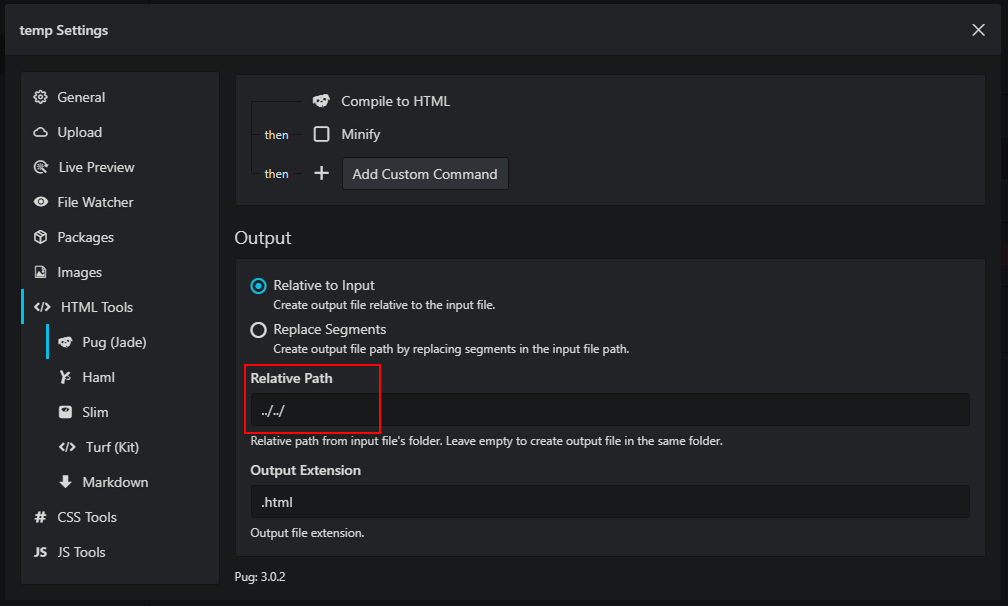 temp Settings
General
Upload
Live Preview
File Watcher
Packages
Images
HTML Tools
Pug (Jade)
Haml
Slim
Turf (Kit)
Markdown
# CSS Tools
JS JS Tools
Compile to HTML
then Minify
then + Add Custom Command
Output
Relative to Input
Create output file relative to the input file.
Replace Segments
Create output file path by replacing segments in the input file path.
Relative Path
../../
Relative path from input file's folder. Leave empty to create output file in the same folder.
Output Extension
.html
Output file extension.
Pug: 3.0.2